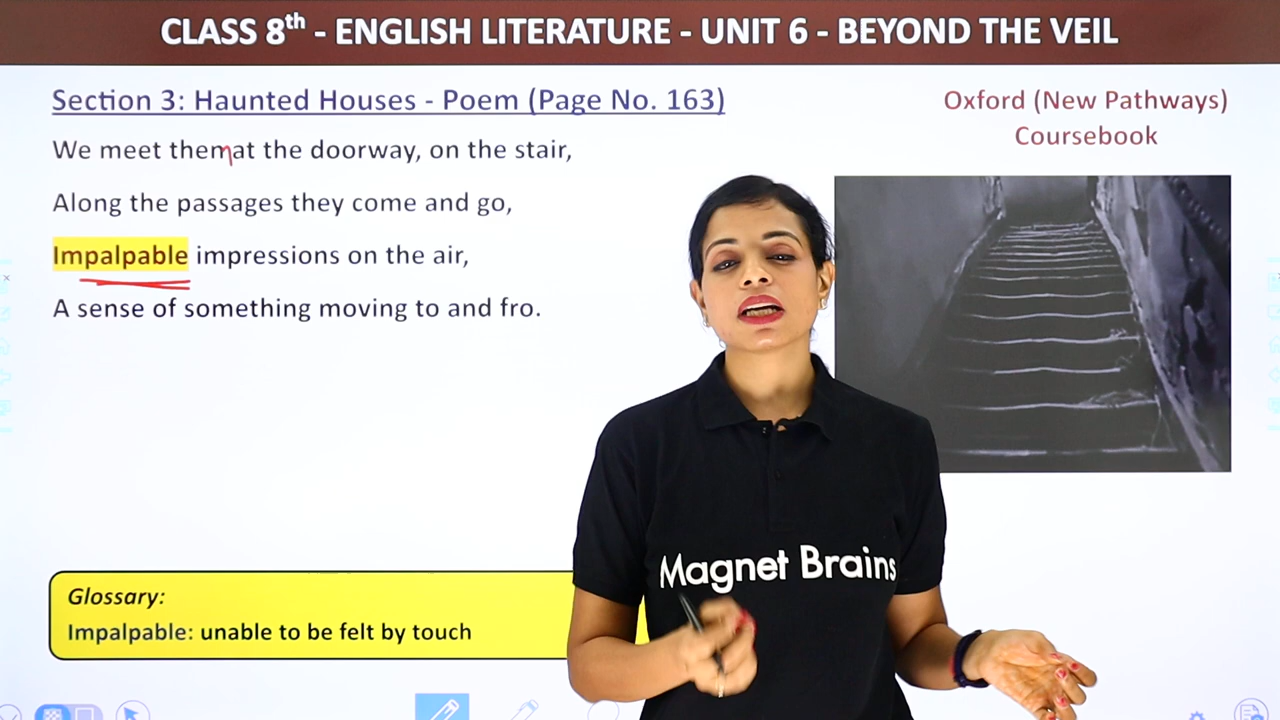 CLASS 8th - ENGLISH LITERATURE - UNIT 6 - BEYOND THE VEIL
Section 3: Haunted Houses - Poem (Page No. 163)
Oxford (New Pathways)
Coursebook
We meet them at the doorway, on the stair,
Along the passages they come and go,
Impalpable impressions on the air,
A sense of something moving to and fro.
Magnet Brains
Glossary:
Impalpable: unable to be felt by touch